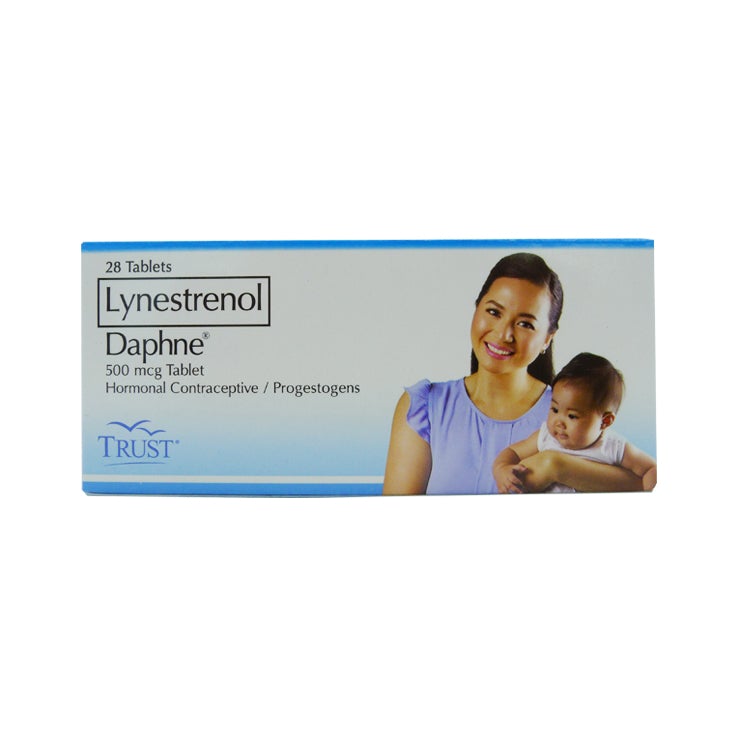 28 Tablets
Lynestrenol
Daphne®
500 mcg Tablet
Hormonal Contraceptive / Progestogens
TRUST®